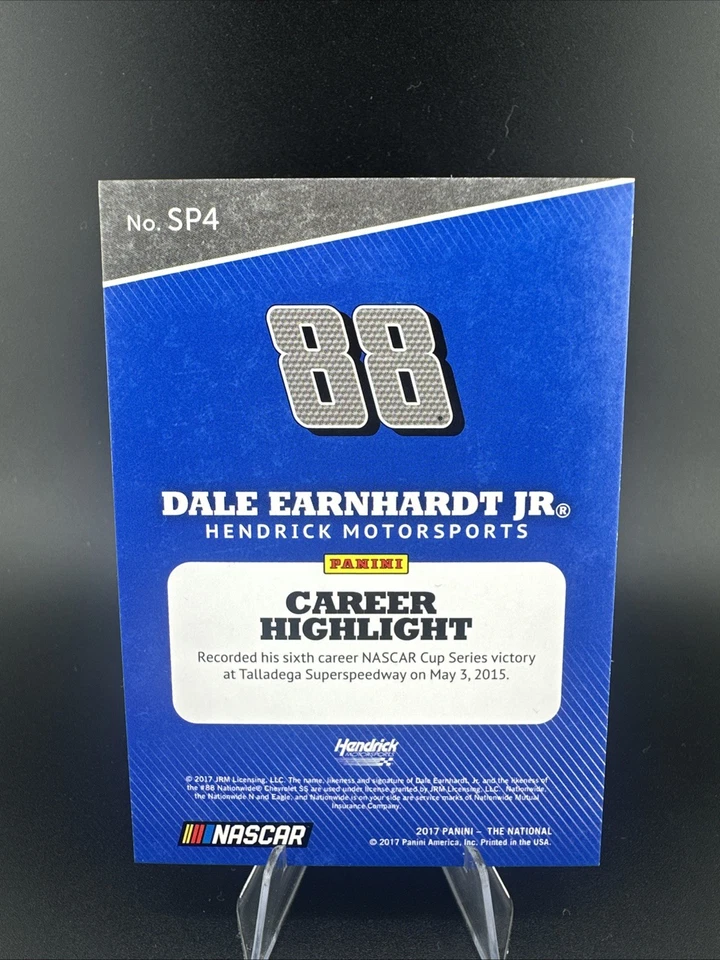 No. SP4
88
DALE EARNHARDT JR®
HENDRICK MOTORSPORTS
PANINI
CAREER
HIGHLIGHT
Recorded his sixth career NASCAR Cup Series victory
at Talladega Superspeedway on May 3, 2015.
Hendrick
MOTORSPORTS
© 2017 JRM Licensing, LLC. The name, likeness and signature of Dale Earnhardt, Jr. and the likeness of
the #88 Nationwide® Chevrolet SS are used under license granted by JRM Licensing, LLC. Nationwide,
the Nationwide N and Eagle, and Nationwide is on your side are service marks of Nationwide Mutual
Insurance Company.
NASCAR
2017 PANINI – THE NATIONAL
© 2017 Panini America, Inc. Printed in the USA.